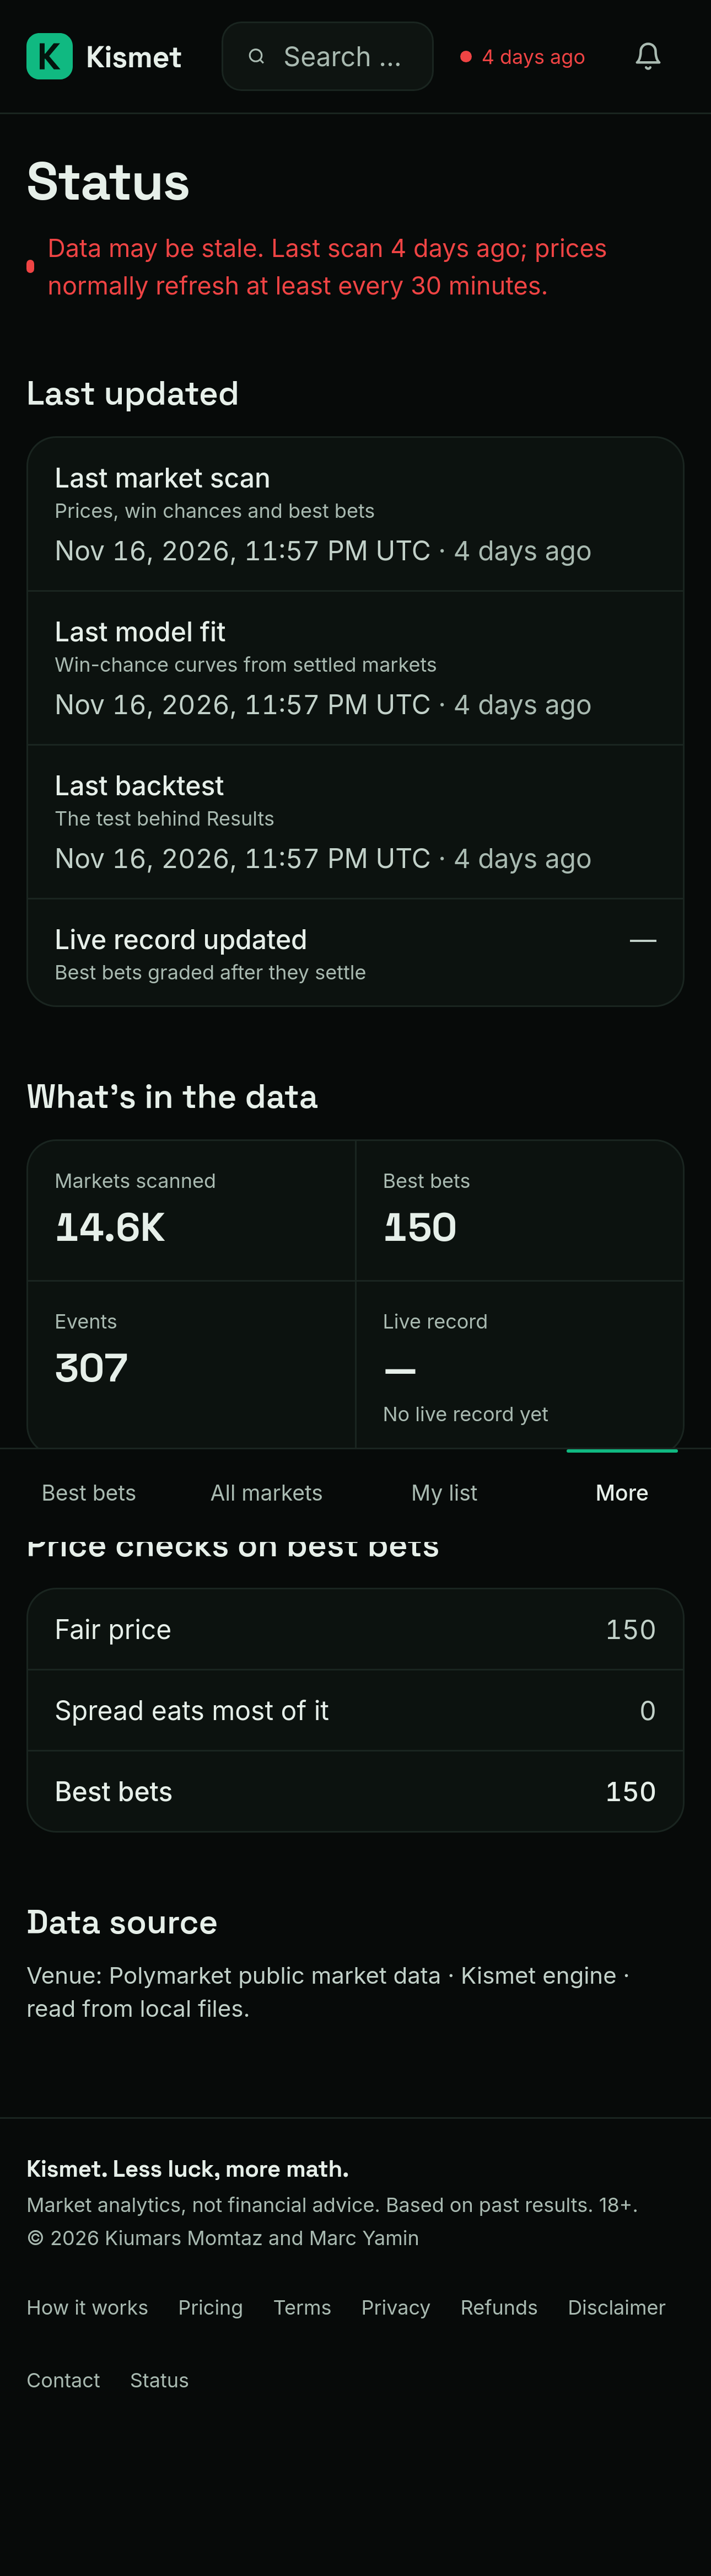 K Kismet
Search ...
4 days ago
Status
Data may be stale. Last scan 4 days ago; prices
normally refresh at least every 30 minutes.
Last updated
Last market scan
Prices, win chances and best bets
Nov 16, 2026, 11:57 PM UTC · 4 days ago
Last model fit
Win-chance curves from settled markets
Nov 16, 2026, 11:57 PM UTC · 4 days ago
Last backtest
The test behind Results
Nov 16, 2026, 11:57 PM UTC · 4 days ago
Live record updated —
Best bets graded after they settle
What's in the data
Markets scanned
14.6K
Best bets
150
Events
307
Live record
—
No live record yet
Best bets All markets My list More
Price checks on best bets
Fair price 150
Spread eats most of it 0
Best bets 150
Data source
Venue: Polymarket public market data · Kismet engine ·
read from local files.
Kismet. Less luck, more math.
Market analytics, not financial advice. Based on past results. 18+.
© 2026 Kiumars Momtaz and Marc Yamin
How it works Pricing Terms Privacy Refunds Disclaimer
Contact Status